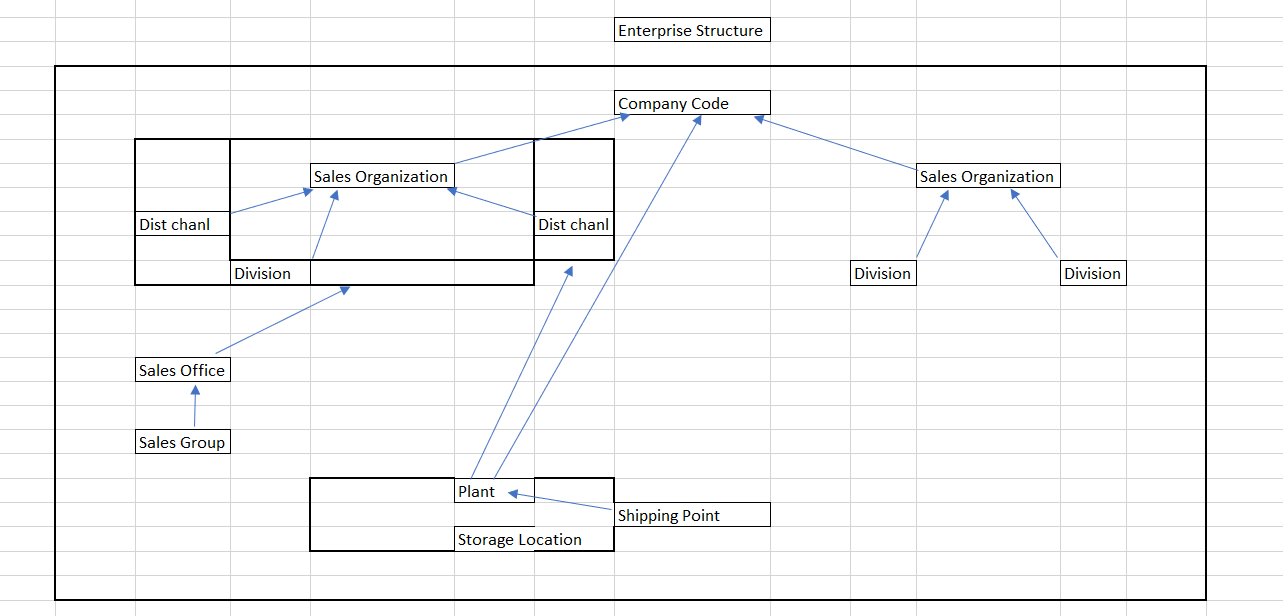 Enterprise Structure
Company Code
Sales Organization
Sales Organization
Dist chanl
Dist chanl
Division
Division
Division
Sales Office
Sales Group
Plant
Shipping Point
Storage Location